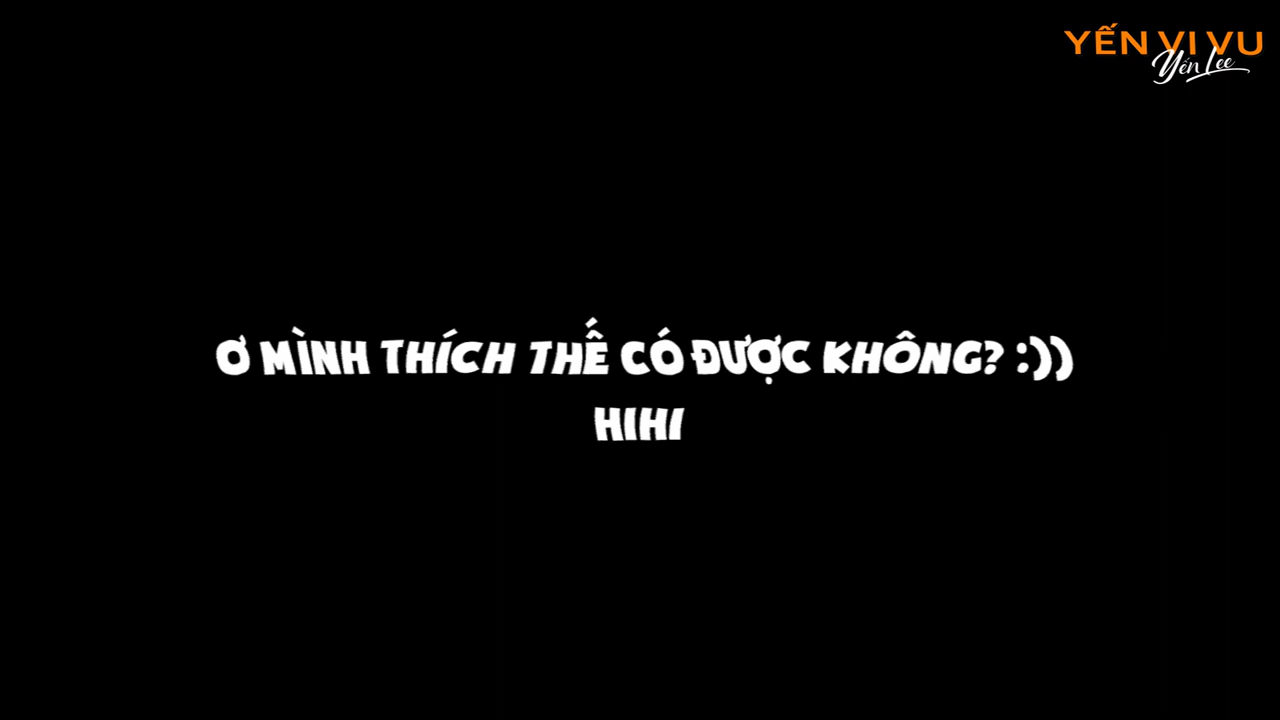 YẾN VI VU
Yến Lee
Ơ MÌNH THÍCH THẾ CÓ ĐƯỢC KHÔNG? :))
HIHI